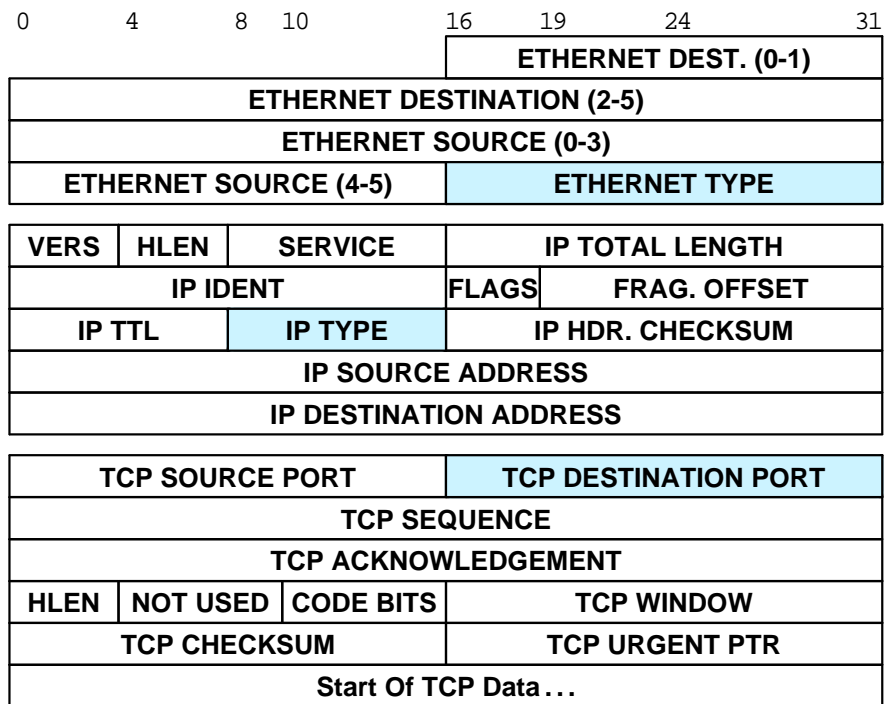 0 4 8 10 16 19 24 31
ETHERNET DEST. (0-1)
ETHERNET DESTINATION (2-5)
ETHERNET SOURCE (0-3)
ETHERNET SOURCE (4-5) ETHERNET TYPE
VERS HLEN SERVICE IP TOTAL LENGTH
IP IDENT FLAGS FRAG. OFFSET
IP TTL IP TYPE IP HDR. CHECKSUM
IP SOURCE ADDRESS
IP DESTINATION ADDRESS
TCP SOURCE PORT TCP DESTINATION PORT
TCP SEQUENCE
TCP ACKNOWLEDGEMENT
HLEN NOT USED CODE BITS TCP WINDOW
TCP CHECKSUM TCP URGENT PTR
Start Of TCP Data . . .